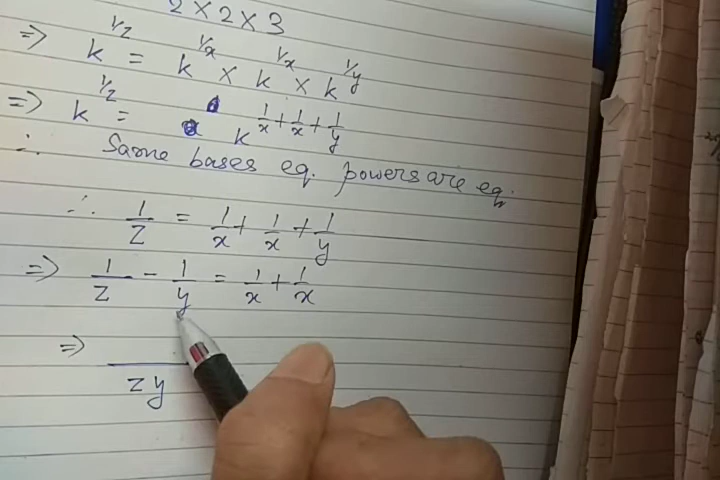 2 × 2 × 3
⇒ k^{1/z} = k^{1/x} × k^{1/x} × k^{1/y}
⇒ k^{1/z} = k^{1/x + 1/x + 1/y}
∴ Same bases eq. powers are eq.
∴ 1/z = 1/x + 1/x + 1/y
⇒ 1/z - 1/y = 1/x + 1/x
⇒ /zy